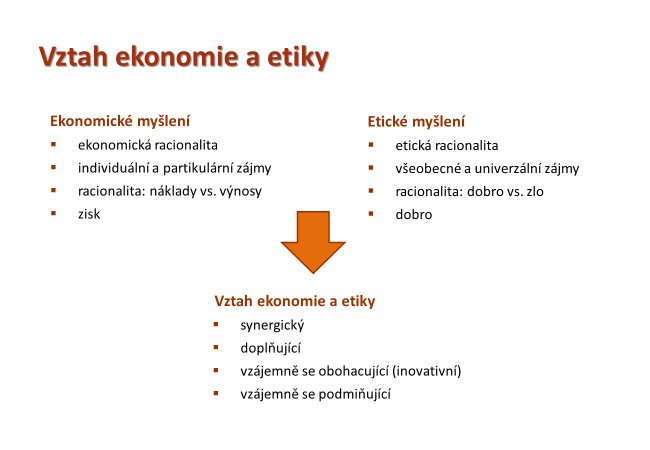 Vztah ekonomie a etiky
Ekonomické myšlení
▪ ekonomická racionalita
▪ individuální a partikulární zájmy
▪ racionalita: náklady vs. výnosy
▪ zisk
Etické myšlení
▪ etická racionalita
▪ všeobecné a univerzální zájmy
▪ racionalita: dobro vs. zlo
▪ dobro
Vztah ekonomie a etiky
▪ synergický
▪ doplňující
▪ vzájemně se obohacující (inovativní)
▪ vzájemně se podmiňující